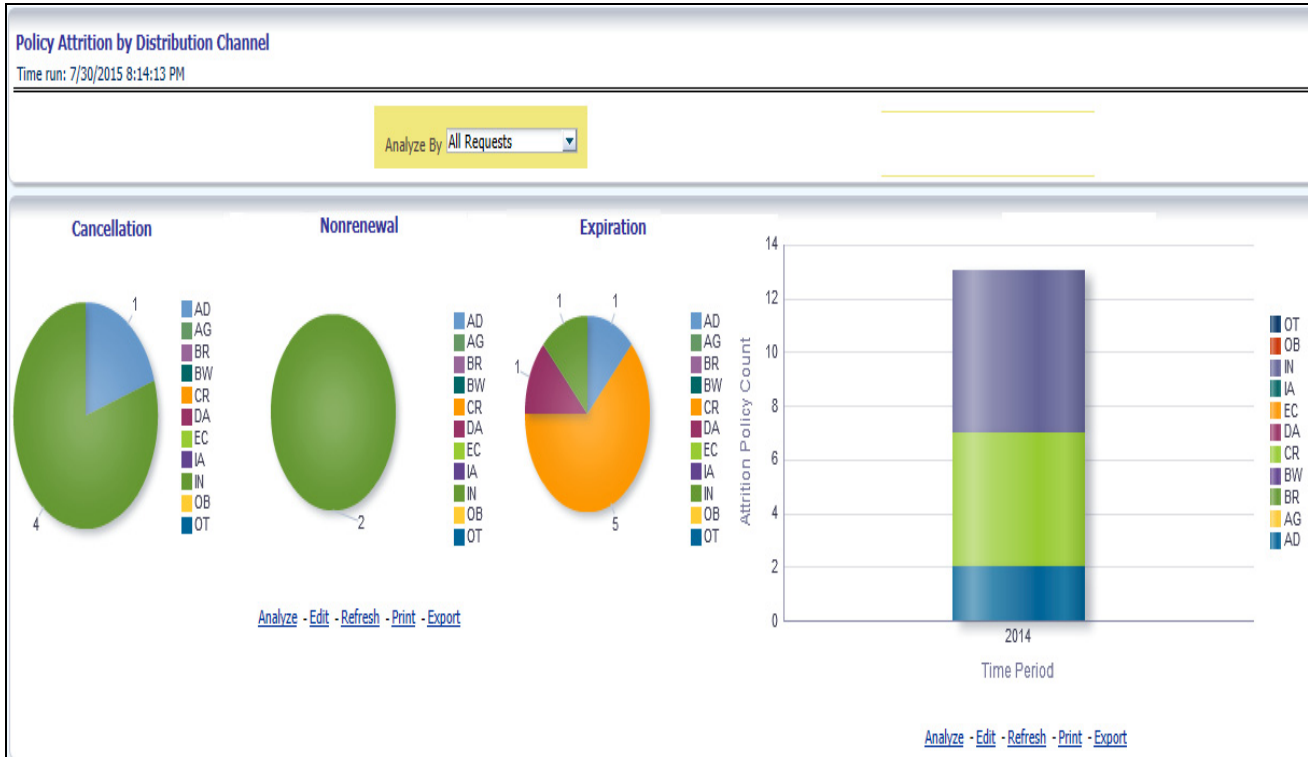 Policy Attrition by Distribution Channel
Time run: 7/30/2015 8:14:13 PM
Analyze By All Requests
Cancellation
1
4
AD
AG
BR
BW
CR
DA
EC
IA
IN
OB
OT
Nonrenewal
2
AD
AG
BR
BW
CR
DA
EC
IA
IN
OB
OT
Expiration
1
1
1
5
AD
AG
BR
BW
CR
DA
EC
IA
IN
OB
OT
Analyze - Edit - Refresh - Print - Export
Attrition Policy Count
14
12
10
8
6
4
2
0
2014
Time Period
OT
OB
IN
IA
EC
DA
CR
BW
BR
AG
AD
Analyze - Edit - Refresh - Print - Export